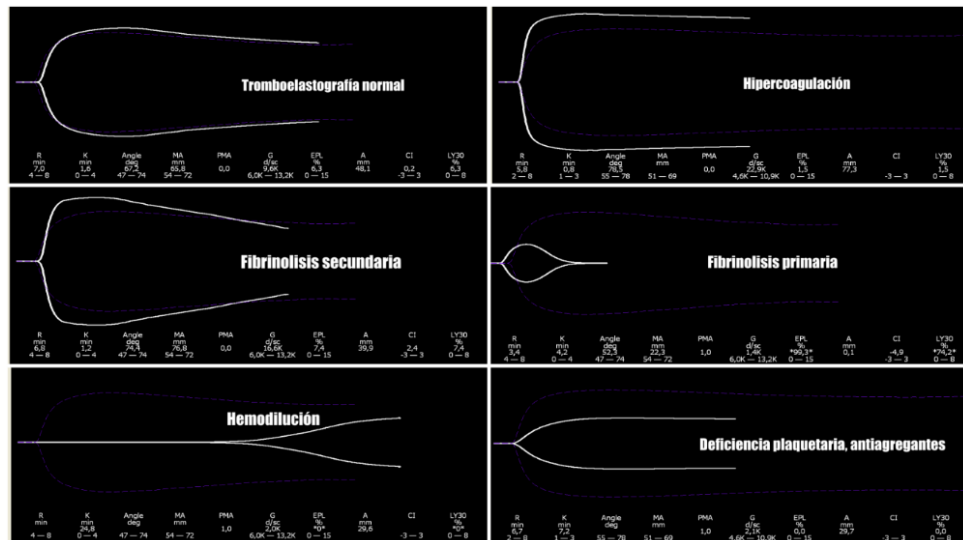 Tromboelastografía normal
R K Angle MA PMA G EPL A CI LY30
min min deg mm d/sc % mm %
7,0 1,6 67,2 65,8 0,0 9,6K 6,3 48,1 0,2 6,3
4 — 8 0 — 4 47 — 74 54 — 72 6,0K — 13,2K 0 — 15 -3 — 3 0 — 8
Hipercoagulación
R K Angle MA PMA G EPL A CI LY30
min min deg mm d/sc % mm %
5,8 0,8 78,5 0,0 22,9K 1,5 77,3 1,5
2 — 8 1 — 3 55 — 78 51 — 69 4,6K — 10,9K 0 — 15 -3 — 3 0 — 8
Fibrinolisis secundaria
R K Angle MA PMA G EPL A CI LY30
min min deg mm d/sc % mm %
6,8 1,2 74,4 76,8 0,0 16,6K 7,4 39,9 2,4 7,4
4 — 8 0 — 4 47 — 74 54 — 72 6,0K — 13,2K 0 — 15 -3 — 3 0 — 8
Fibrinolisis primaria
R K Angle MA PMA G EPL A CI LY30
min min deg mm d/sc % mm %
3,4 4,2 52,3 22,3 1,0 1,4K *99,3* 0,1 -4,9 *74,2*
4 — 8 0 — 4 47 — 74 54 — 72 6,0K — 13,2K 0 — 15 -3 — 3 0 — 8
Hemodilución
R K Angle MA PMA G EPL A CI LY30
min min deg mm d/sc % mm %
24,8 1,0 2,0K *0* 29,6 *0*
4 — 8 0 — 4 47 — 74 54 — 72 6,0K — 13,2K 0 — 15 -3 — 3 0 — 8
Deficiencia plaquetaria, antiagregantes
R K Angle MA PMA G EPL A CI LY30
min min deg mm d/sc % mm %
6,7 7,2 1,0 2,1K 0,0 29,7 0,0
2 — 8 1 — 3 55 — 78 51 — 69 4,6K — 10,9K 0 — 15 -3 — 3 0 — 8